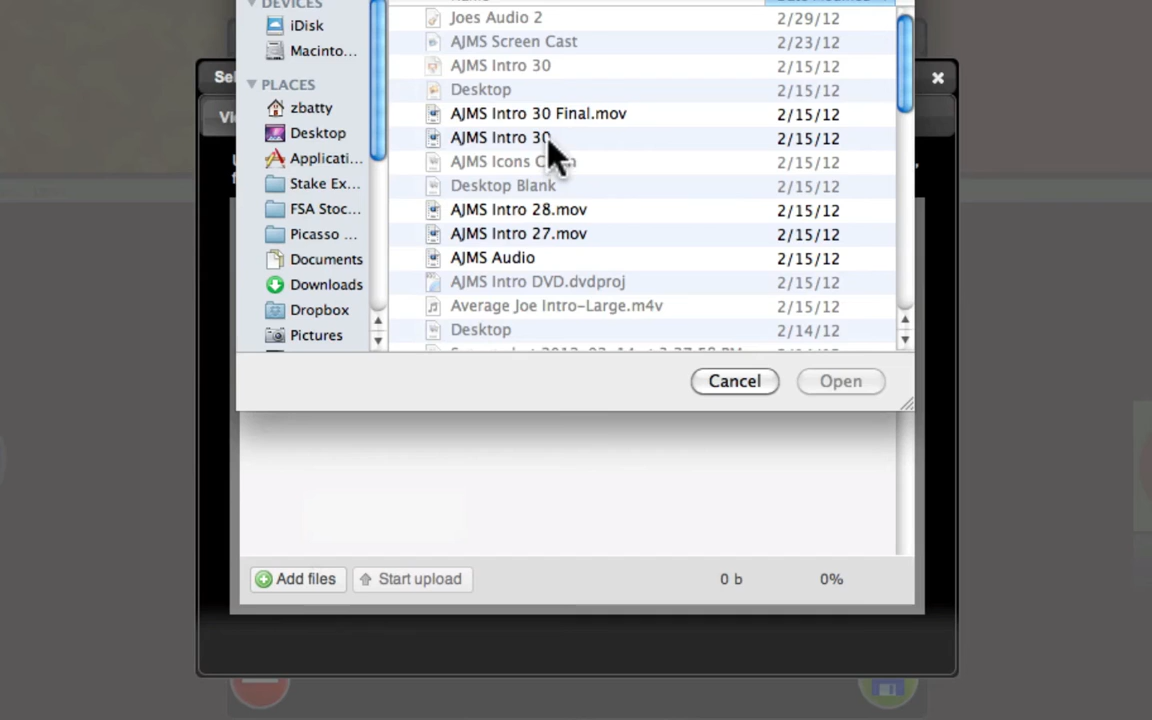 DEVICES
iDisk
Macinto...
PLACES
zbatty
Desktop
Applicati...
Stake Ex...
FSA Stoc...
Picasso ...
Documents
Downloads
Dropbox
Pictures
Joes Audio 2 2/29/12
AJMS Screen Cast 2/23/12
AJMS Intro 30 2/15/12
Desktop 2/15/12
AJMS Intro 30 Final.mov 2/15/12
AJMS Intro 30 2/15/12
AJMS Icons 2/15/12
Desktop Blank 2/15/12
AJMS Intro 28.mov 2/15/12
AJMS Intro 27.mov 2/15/12
AJMS Audio 2/15/12
AJMS Intro DVD.dvdproj 2/15/12
Average Joe Intro-Large.m4v 2/15/12
Desktop 2/14/12
Cancel Open
Add files Start upload 0 b 0%